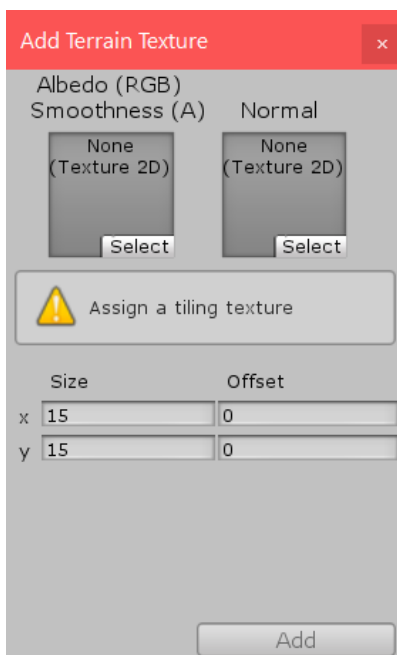 Add Terrain Texture x
Albedo (RGB)
Smoothness (A) Normal
None None
(Texture 2D) (Texture 2D)
Select Select
Assign a tiling texture
Size Offset
x 15 0
y 15 0
Add